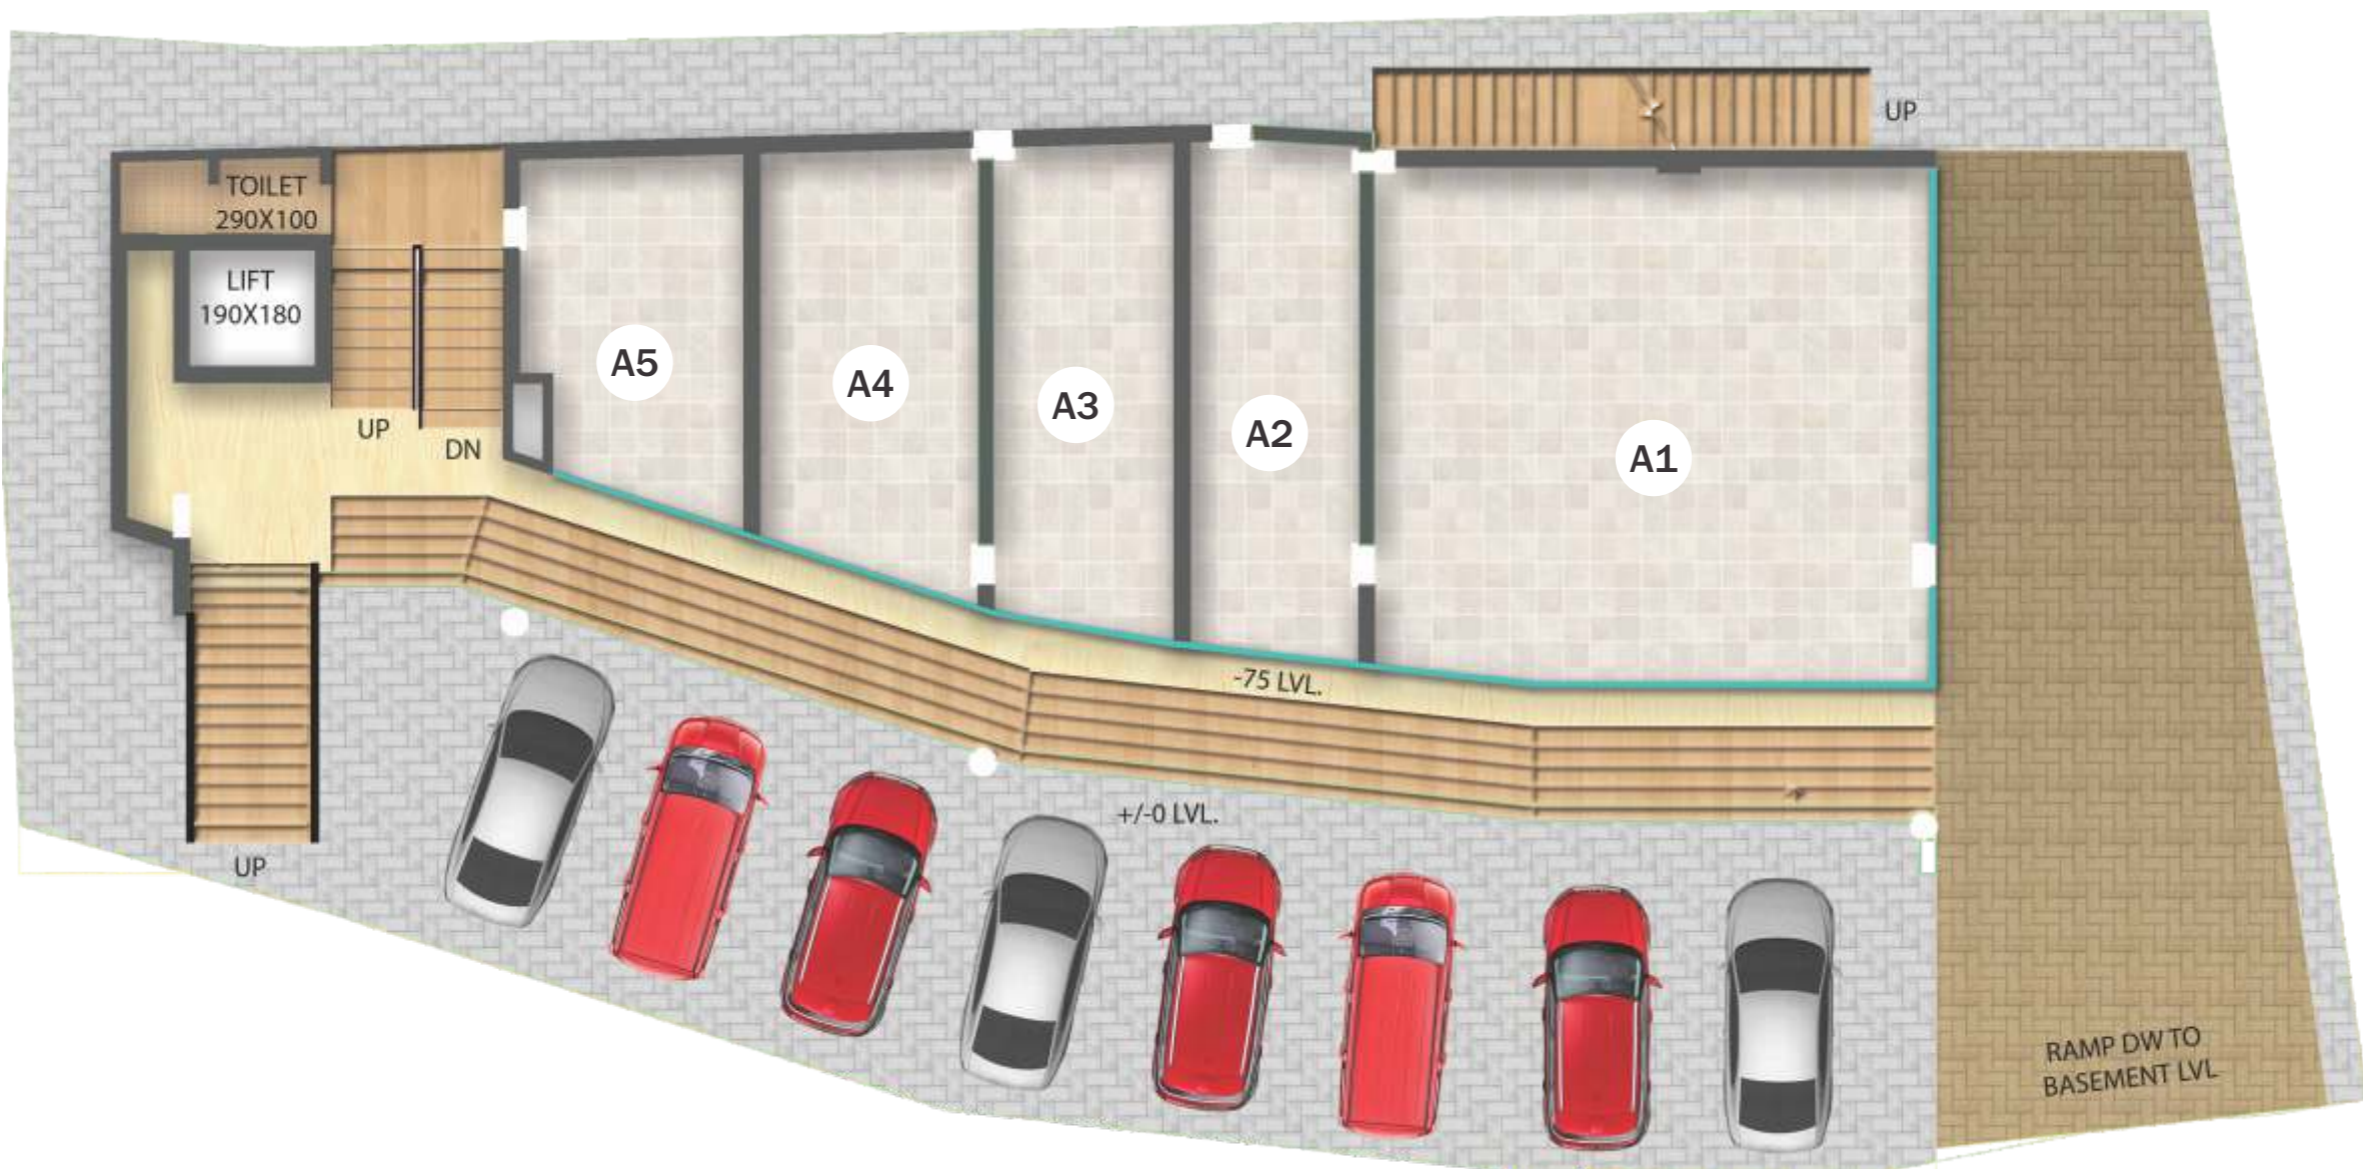 UP
TOILET
290X100
LIFT
190X180
A5
A4
A3
A2
A1
UP
DN
-75 LVL.
+/-0 LVL.
UP
RAMP DW TO
BASEMENT LVL